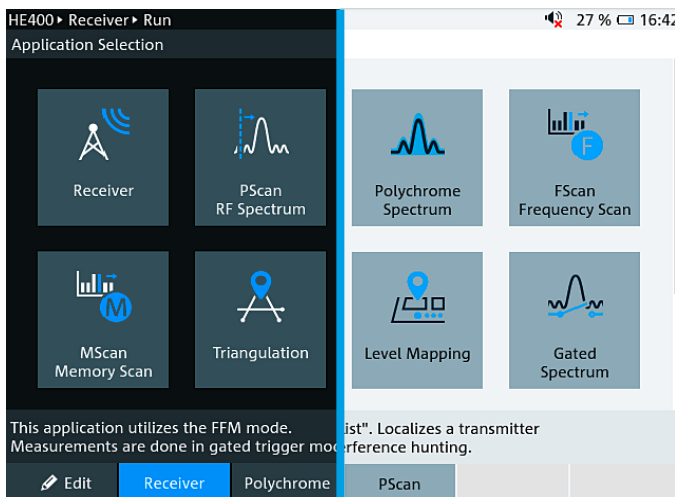 HE400 ▸ Receiver ▸ Run 27 % 16:42
Application Selection
Receiver
PScan
RF Spectrum
Polychrome
Spectrum
F
FScan
Frequency Scan
M
MScan
Memory Scan
Triangulation
Level Mapping
Gated
Spectrum
This application utilizes the FFM mode. list". Localizes a transmitter
Measurements are done in gated trigger mo erference hunting.
Edit Receiver Polychrome PScan